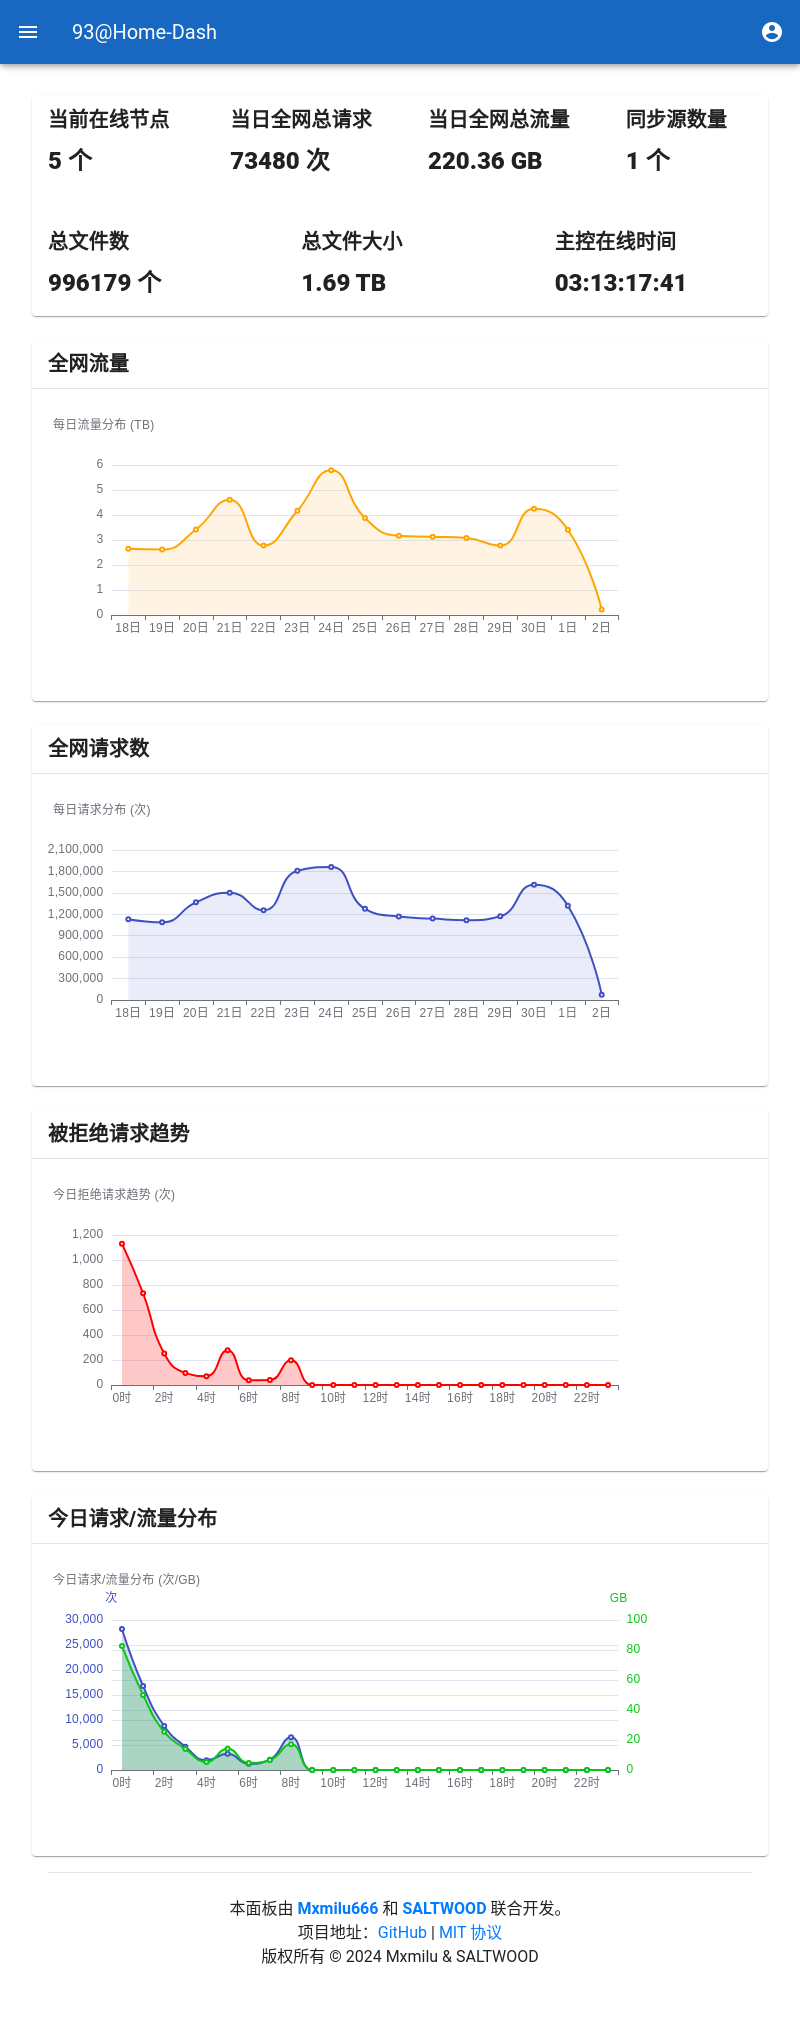 93@Home-Dash
当前在线节点 当日全网总请求 当日全网总流量 同步源数量
5 个 73480 次 220.36 GB 1 个
总文件数 总文件大小 主控在线时间
996179 个 1.69 TB 03:13:17:41
全网流量
每日流量分布 (TB)
6
5
4
3
2
1
0
18日 19日 20日 21日 22日 23日 24日 25日 26日 27日 28日 29日 30日 1日 2日
全网请求数
每日请求分布 (次)
2,100,000
1,800,000
1,500,000
1,200,000
900,000
600,000
300,000
0
18日 19日 20日 21日 22日 23日 24日 25日 26日 27日 28日 29日 30日 1日 2日
被拒绝请求趋势
今日拒绝请求趋势 (次)
1,200
1,000
800
600
400
200
0
0时 2时 4时 6时 8时 10时 12时 14时 16时 18时 20时 22时
今日请求/流量分布
今日请求/流量分布 (次/GB)
次 GB
30,000 100
25,000 80
20,000 60
15,000 40
10,000 20
5,000
0 0
0时 2时 4时 6时 8时 10时 12时 14时 16时 18时 20时 22时
本面板由 Mxmilu666 和 SALTWOOD 联合开发。
项目地址：GitHub | MIT 协议
版权所有 © 2024 Mxmilu & SALTWOOD